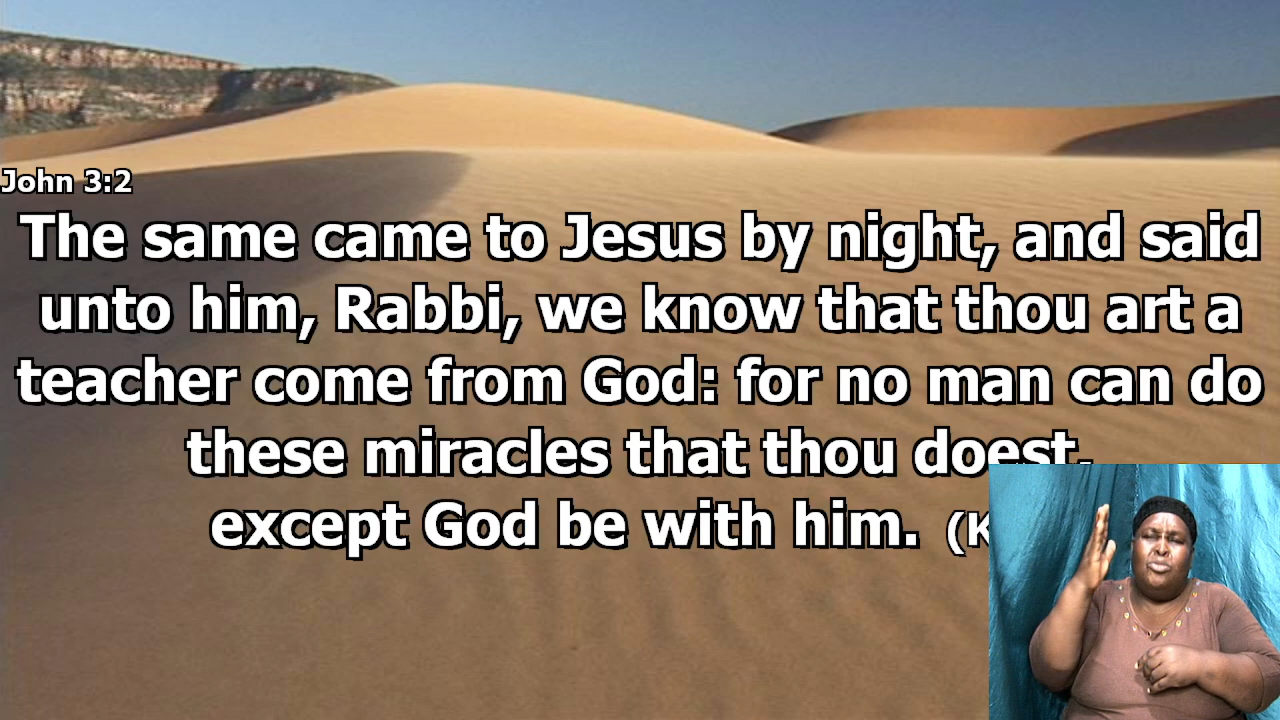 John 3:2
The same came to Jesus by night, and said
unto him, Rabbi, we know that thou art a
teacher come from God: for no man can do
these miracles that thou doest,
except God be with him. (K